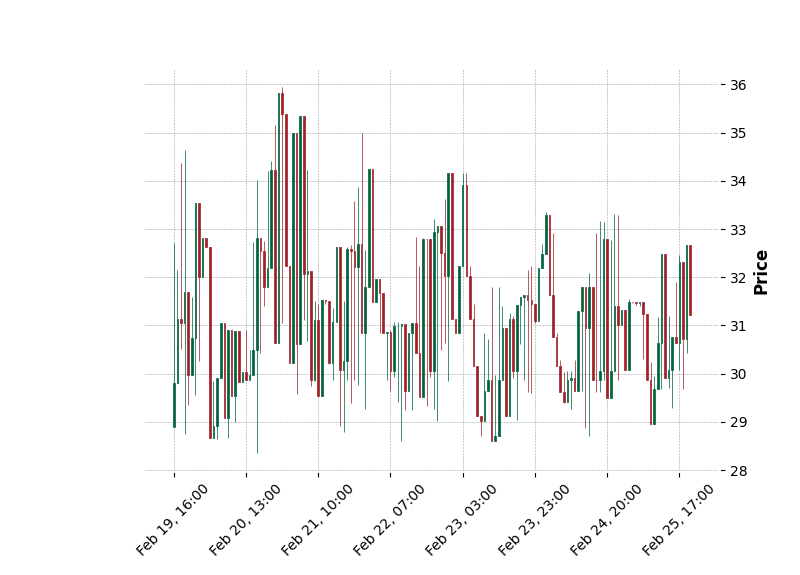 36
35
34
33
32
31
30
29
28
Price
Feb 19, 16:00
Feb 20, 13:00
Feb 21, 10:00
Feb 22, 07:00
Feb 23, 03:00
Feb 23, 23:00
Feb 24, 20:00
Feb 25, 17:00